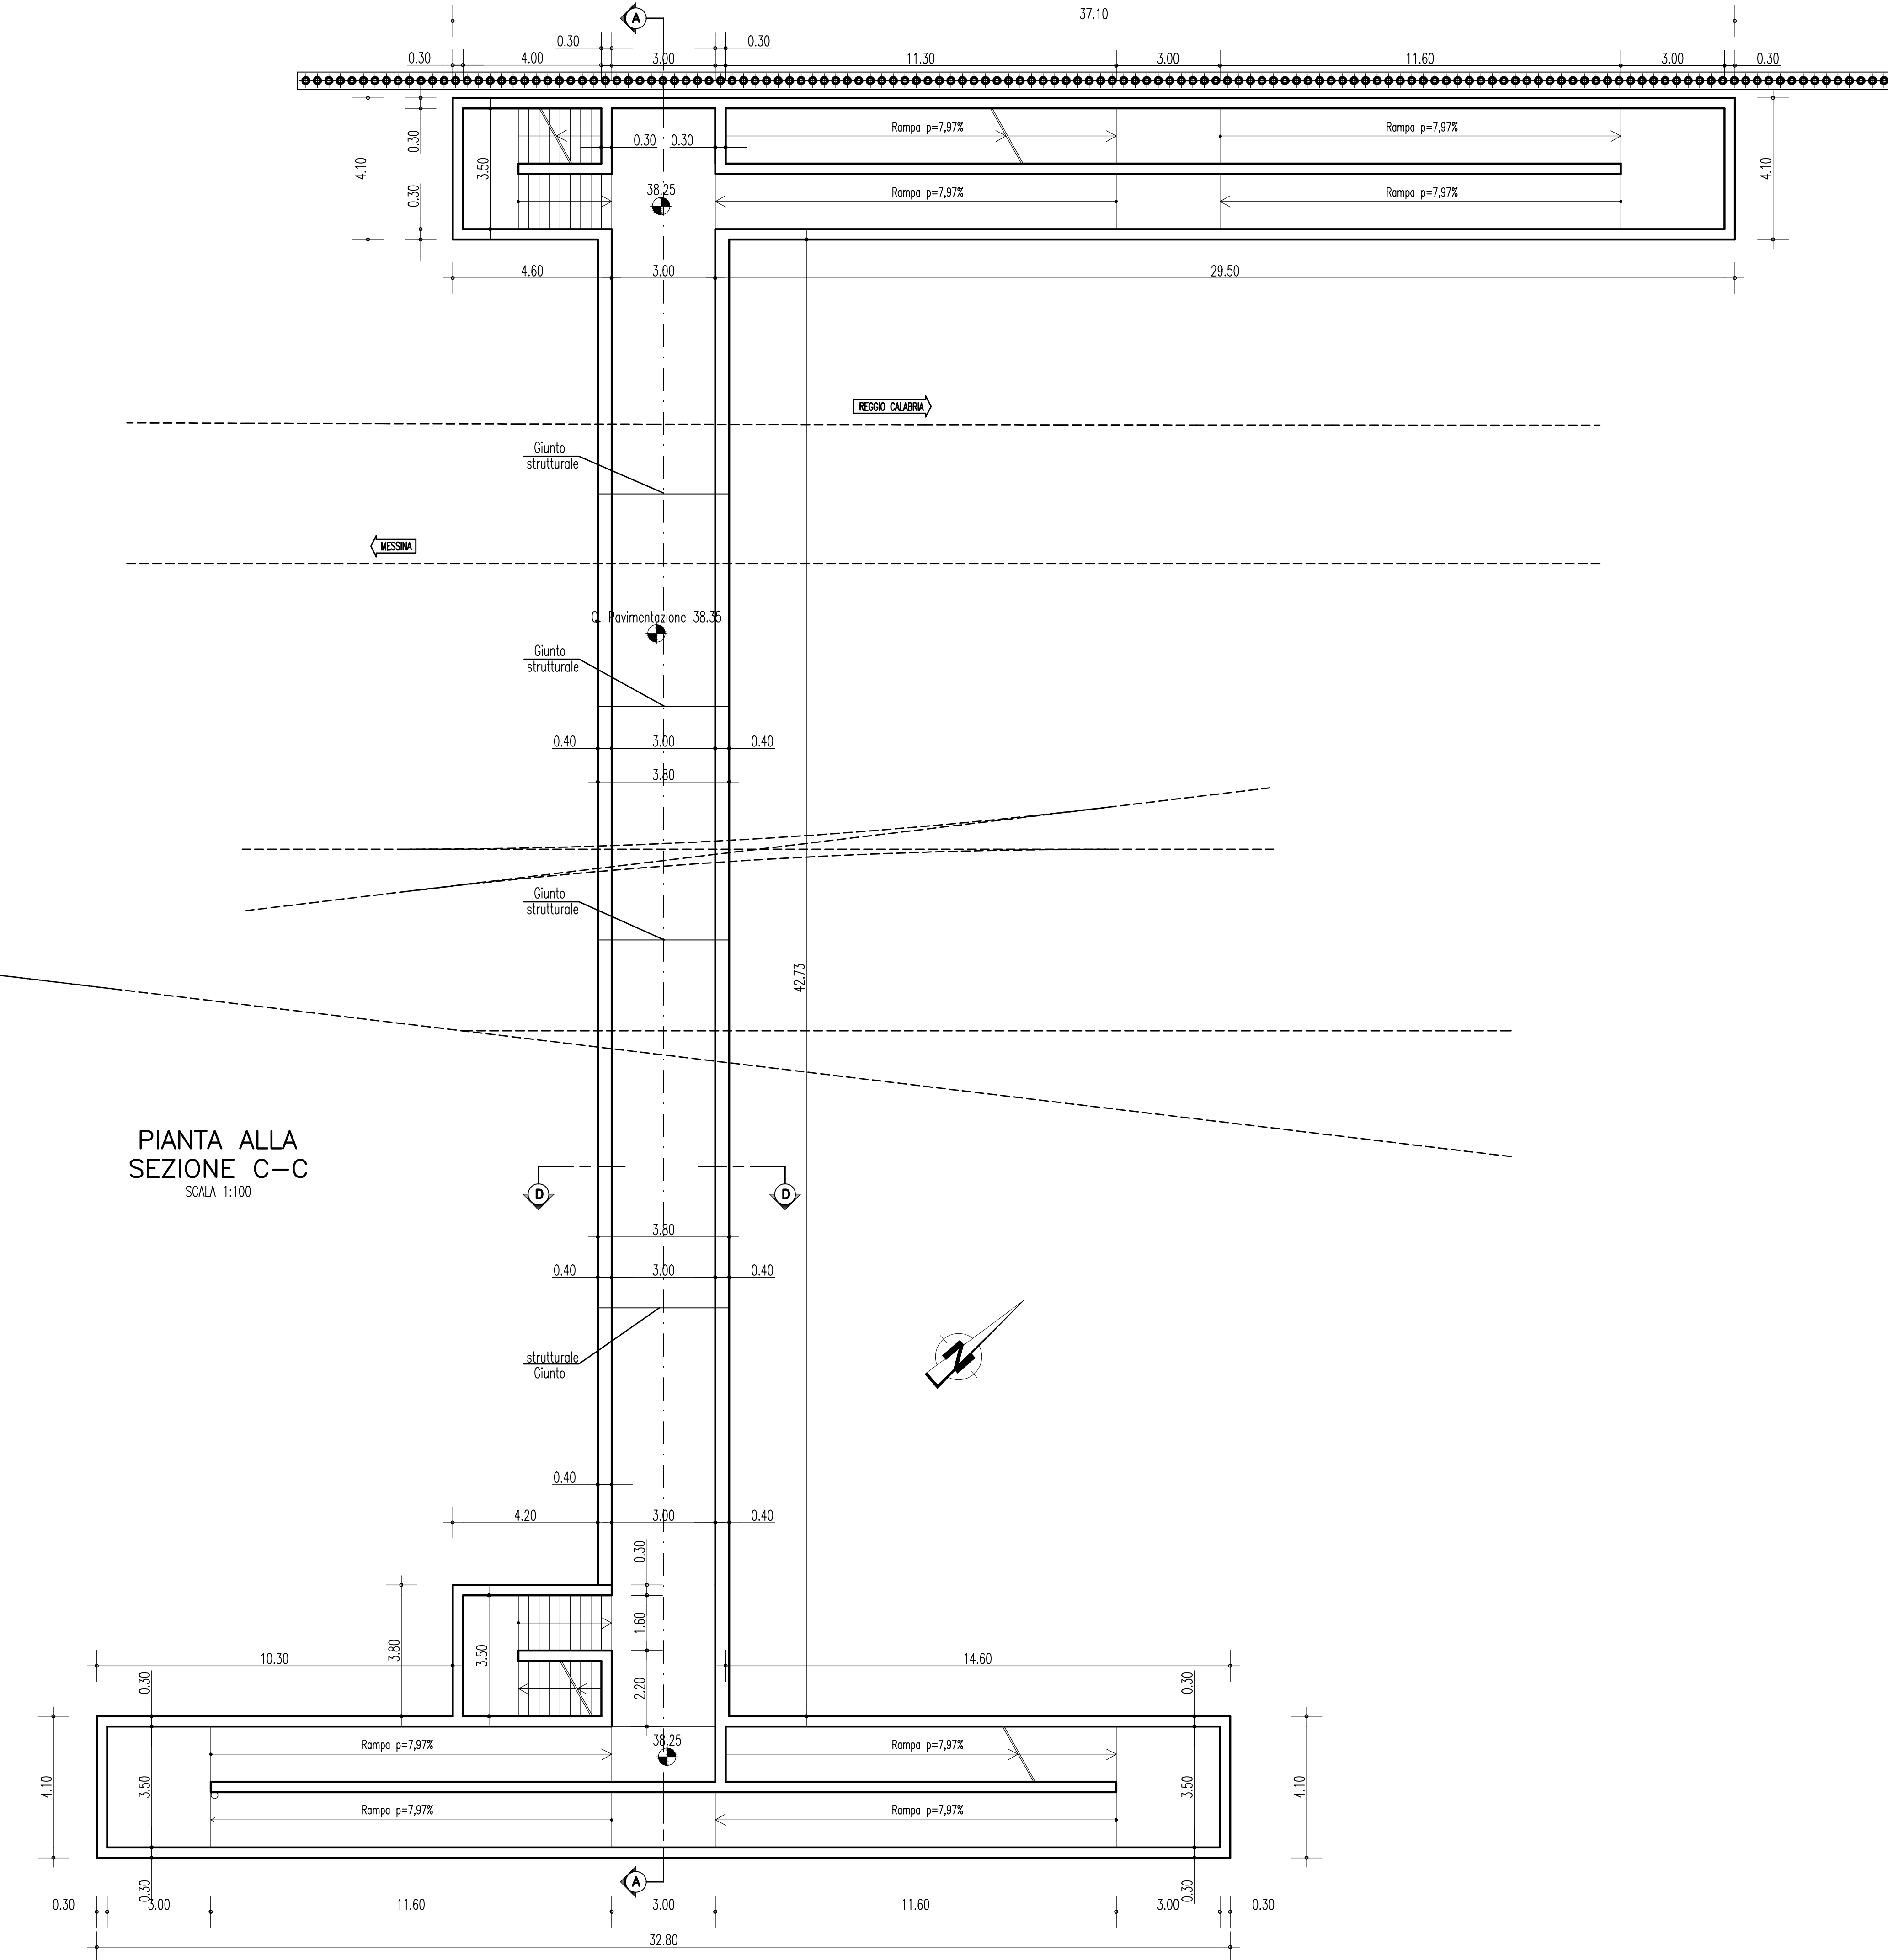 A
37.10
0.30
0.30
0.30
4.00
3.00
11.30
3.00
11.60
3.00
0.30
Rampa p=7,97%
Rampa p=7,97%
0.30
0.30
0.30
4.10
3.50
4.10
0.30
38.25
Rampa p=7,97%
Rampa p=7,97%
4.60
3.00
29.50
REGGIO CALABRIA
Giunto
strutturale
MESSINA
Q. Pavimentazione 38.35
Giunto
strutturale
0.40
3.00
0.40
3.80
Giunto
strutturale
42.73
PIANTA ALLA
SEZIONE C-C
SCALA 1:100
D
D
3.80
0.40
3.00
0.40
N
strutturale
Giunto
0.40
4.20
3.00
0.40
0.30
1.60
3.80
3.50
10.30
14.60
0.30
2.20
0.30
38.25
Rampa p=7,97%
Rampa p=7,97%
4.10
3.50
3.50
4.10
Rampa p=7,97%
Rampa p=7,97%
A
0.30
0.30
0.30
3.00
11.60
3.00
11.60
3.00
0.30
32.80